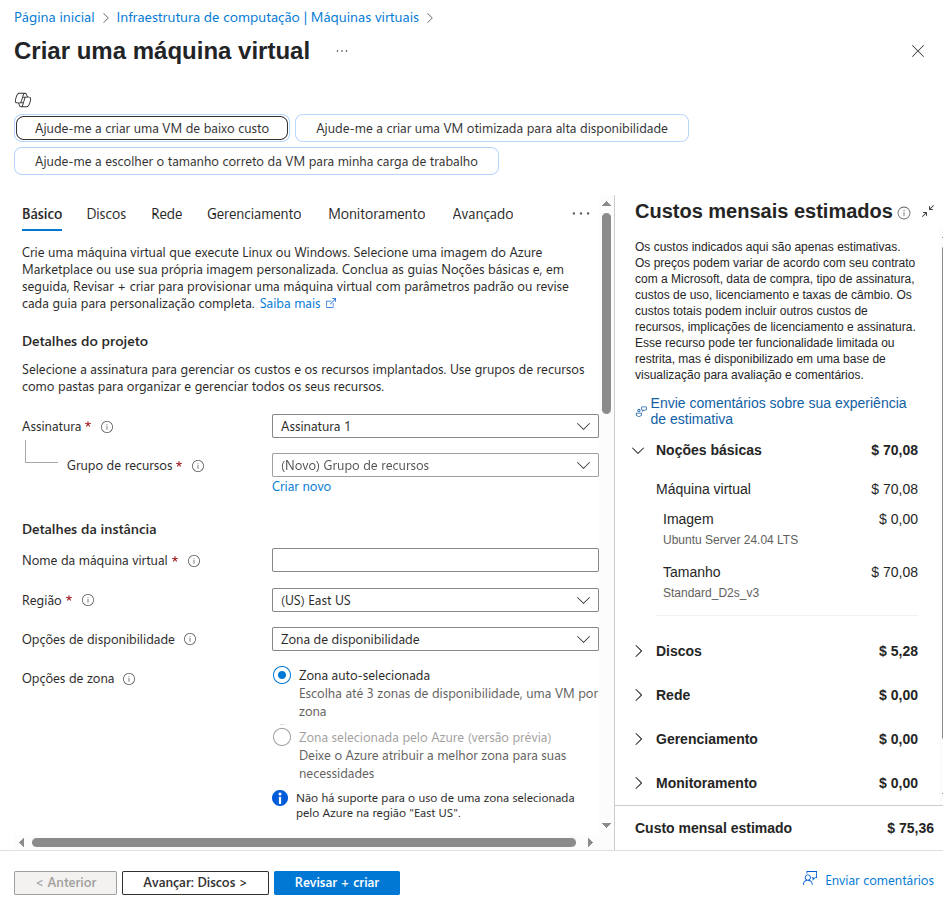 Página inicial > Infraestrutura de computação | Máquinas virtuais >
Criar uma máquina virtual ...
Ajude-me a criar uma VM de baixo custo
Ajude-me a criar uma VM otimizada para alta disponibilidade
Ajude-me a escolher o tamanho correto da VM para minha carga de trabalho
Básico Discos Rede Gerenciamento Monitoramento Avançado ...
Crie uma máquina virtual que execute Linux ou Windows. Selecione uma imagem do Azure
Marketplace ou use sua própria imagem personalizada. Conclua as guias Noções básicas e, em
seguida, Revisar + criar para provisionar uma máquina virtual com parâmetros padrão ou revise
cada guia para personalização completa. Saiba mais
Detalhes do projeto
Selecione a assinatura para gerenciar os custos e os recursos implantados. Use grupos de recursos
como pastas para organizar e gerenciar todos os seus recursos.
Assinatura *
Assinatura 1
Grupo de recursos *
(Novo) Grupo de recursos
Criar novo
Detalhes da instância
Nome da máquina virtual *
Região *
(US) East US
Opções de disponibilidade
Zona de disponibilidade
Opções de zona
Zona auto-selecionada
Escolha até 3 zonas de disponibilidade, uma VM por
zona
Zona selecionada pelo Azure (versão prévia)
Deixe o Azure atribuir a melhor zona para suas
necessidades
Não há suporte para o uso de uma zona selecionada
pelo Azure na região "East US".
Custos mensais estimados
Os custos indicados aqui são apenas estimativas.
Os preços podem variar de acordo com seu contrato
com a Microsoft, data de compra, tipo de assinatura,
custos de uso, licenciamento e taxas de câmbio. Os
custos totais podem incluir outros custos de
recursos, implicações de licenciamento e assinatura.
Esse recurso pode ter funcionalidade limitada ou
restrita, mas é disponibilizado em uma base de
visualização para avaliação e comentários.
Envie comentários sobre sua experiência
de estimativa
Noções básicas $ 70,08
Máquina virtual $ 70,08
Imagem $ 0,00
Ubuntu Server 24.04 LTS
Tamanho $ 70,08
Standard_D2s_v3
Discos $ 5,28
Rede $ 0,00
Gerenciamento $ 0,00
Monitoramento $ 0,00
Custo mensal estimado $ 75,36
< Anterior
Avançar: Discos >
Revisar + criar
Enviar comentários